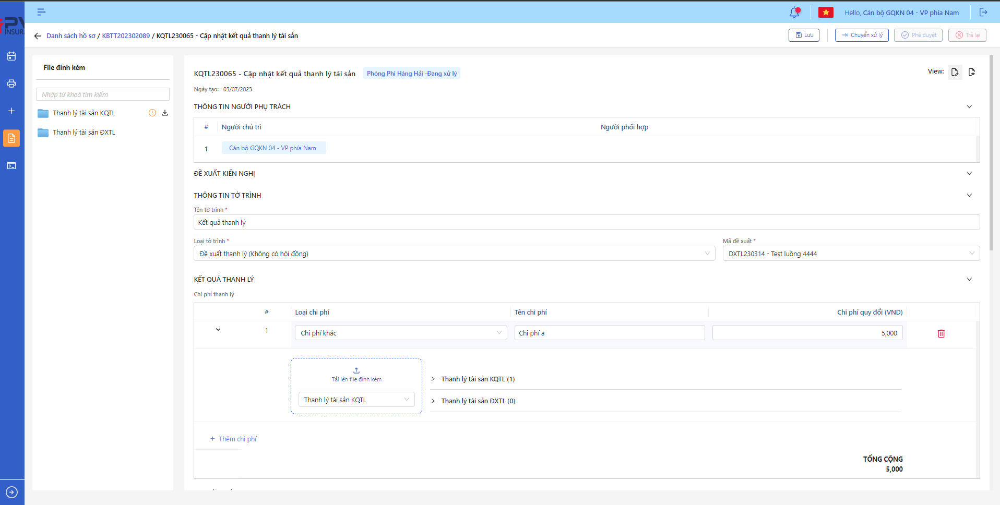 Hello, Cán bộ GQKN 04 - VP phía Nam
INSUR
Danh sách hồ sơ / KBTT202302089 / KQTL230065 - Cập nhật kết quả thanh lý tài sản
Lưu
Chuyển xử lý
Phê duyệt
Trả lại
File đính kèm
Nhập từ khoá tìm kiếm
Thanh lý tài sản KQTL
Thanh lý tài sản ĐXTL
KQTL230065 - Cập nhật kết quả thanh lý tài sản
Phòng Phi Hàng Hải -Đang xử lý
View:
Ngày tạo: 03/07/2023
THÔNG TIN NGƯỜI PHỤ TRÁCH
# Người chủ trì Người phối hợp
1 Cán bộ GQKN 04 - VP phía Nam
ĐỀ XUẤT KIẾN NGHỊ
THÔNG TIN TỜ TRÌNH
Tên tờ trình *
Kết quả thanh lý
Loại tờ trình * Mã đề xuất *
Đề xuất thanh lý (Không có hội đồng) DXTL230314 - Test luồng 4444
KẾT QUẢ THANH LÝ
Chi phí thanh lý
# Loại chi phí Tên chi phí Chi phí quy đổi (VND)
1 Chi phí khác Chi phí a 5,000
Tải lên file đính kèm
Thanh lý tài sản KQTL
Thanh lý tài sản KQTL (1)
Thanh lý tài sản ĐXTL (0)
+ Thêm chi phí
TỔNG CỘNG
5,000